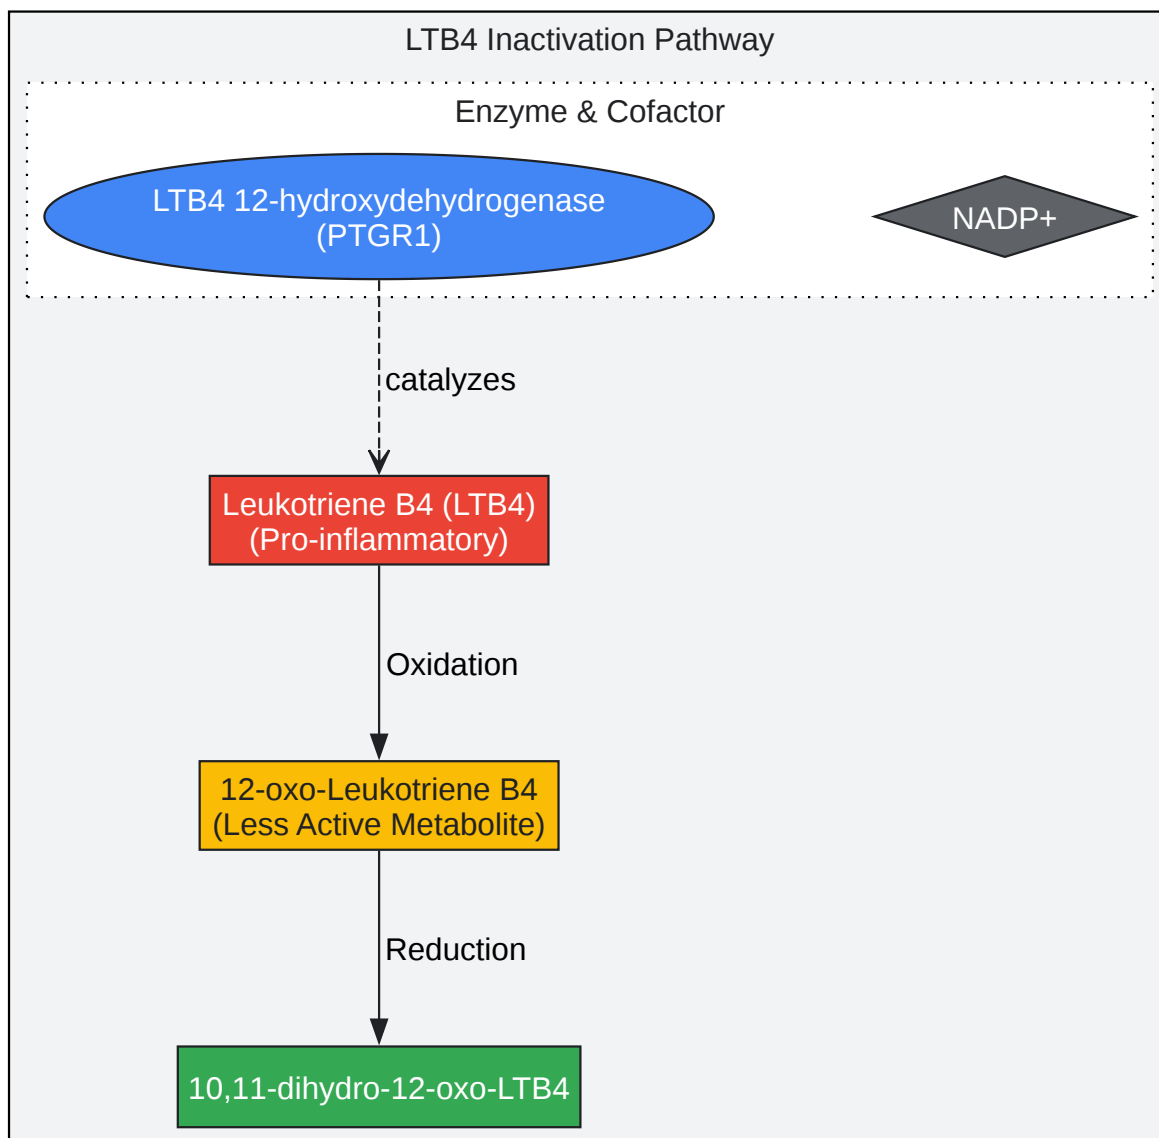 LTB4 Inactivation Pathway
Enzyme & Cofactor
LTB4 12-hydroxydehydrogenase
(PTGR1)
NADP+
catalyzes
Leukotriene B4 (LTB4)
(Pro-inflammatory)
Oxidation
12-oxo-Leukotriene B4
(Less Active Metabolite)
Reduction
10,11-dihydro-12-oxo-LTB4